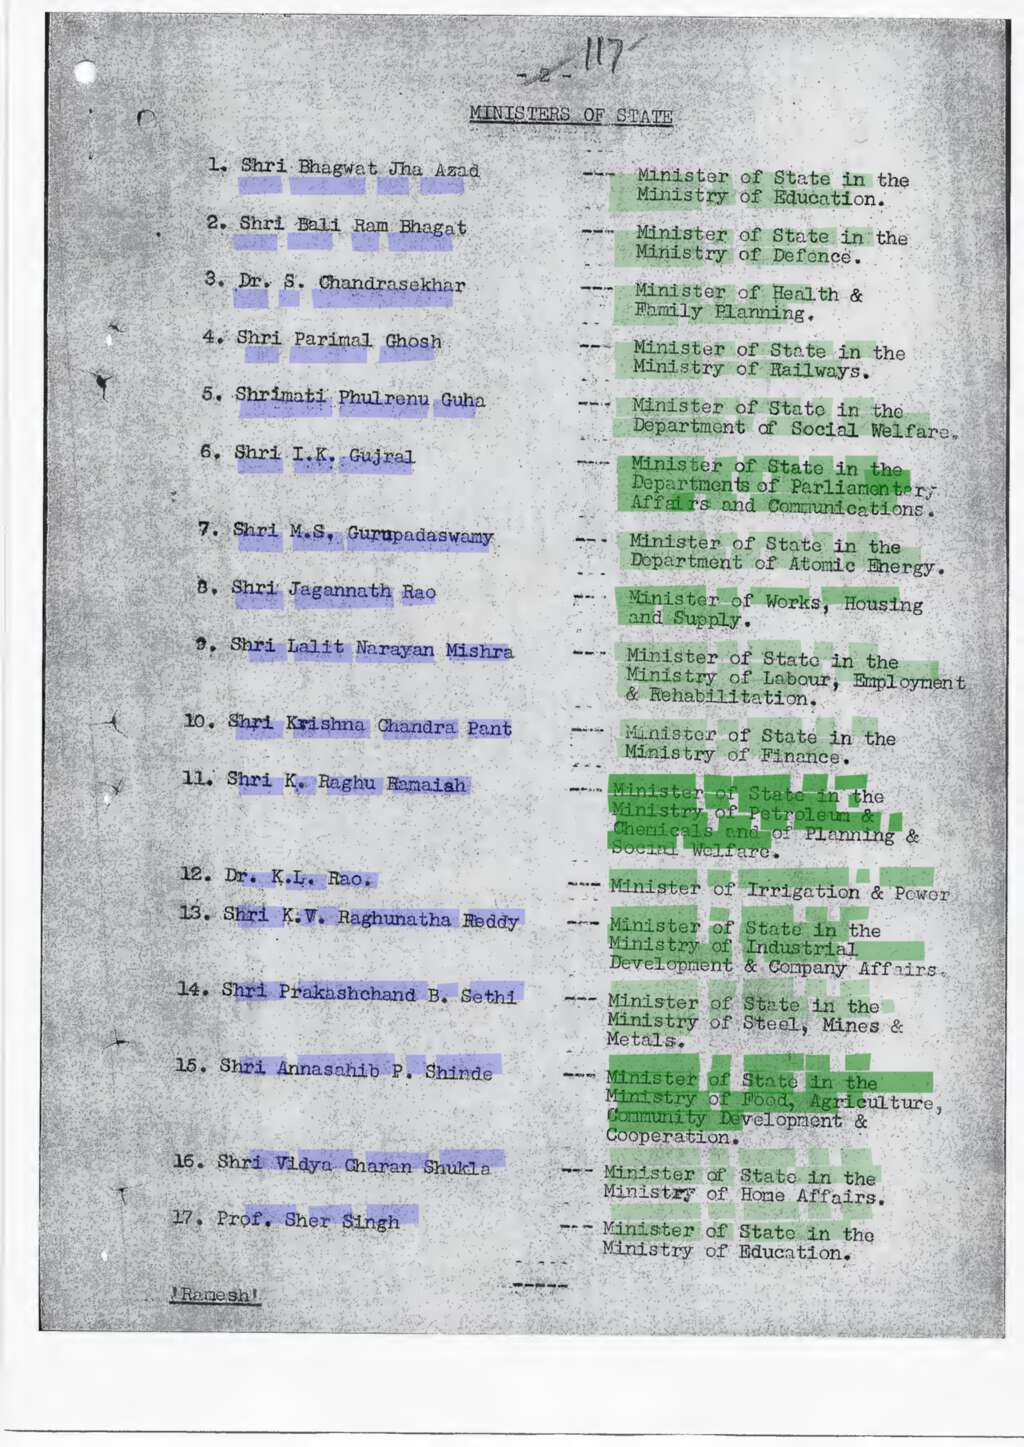 117
- 2 -
MINISTERS OF STATE
1. Shri Bhagwat Jha Azad --- Minister of State in the
Ministry of Education.
2. Shri Bali Ram Bhagat --- Minister of State in the
Ministry of Defence.
3. Dr. S. Chandrasekhar --- Minister of Health &
Family Planning.
4. Shri Parimal Ghosh --- Minister of State in the
Ministry of Railways.
5. Shrimati Phulrenu Guha --- Minister of State in the
Department of Social Welfare.
6. Shri I.K. Gujral --- Minister of State in the
Departments of Parliamentary
Affairs and Communications.
7. Shri M.S. Gurupadaswamy --- Minister of State in the
Department of Atomic Energy.
8. Shri Jagannath Rao --- Minister of Works, Housing
and Supply.
9. Shri Lalit Narayan Mishra --- Minister of State in the
Ministry of Labour, Employment
& Rehabilitation.
10. Shri Krishna Chandra Pant --- Minister of State in the
Ministry of Finance.
11. Shri K. Raghu Ramaiah --- Minister of State in the
Ministry of Petroleum &
Chemicals and of Planning &
Social Welfare.
12. Dr. K.L. Rao. --- Minister of Irrigation & Power
13. Shri K.V. Raghunatha Reddy --- Minister of State in the
Ministry of Industrial
Development & Company Affairs.
14. Shri Prakashchand B. Sethi --- Minister of State in the
Ministry of Steel, Mines &
Metals.
15. Shri Annasahib P. Shinde --- Minister of State in the
Ministry of Food, Agriculture,
Community Development &
Cooperation.
16. Shri Vidya Charan Shukla --- Minister of State in the
Ministry of Home Affairs.
17. Prof. Sher Singh --- Minister of State in the
Ministry of Education.
-----
'Ramesh'